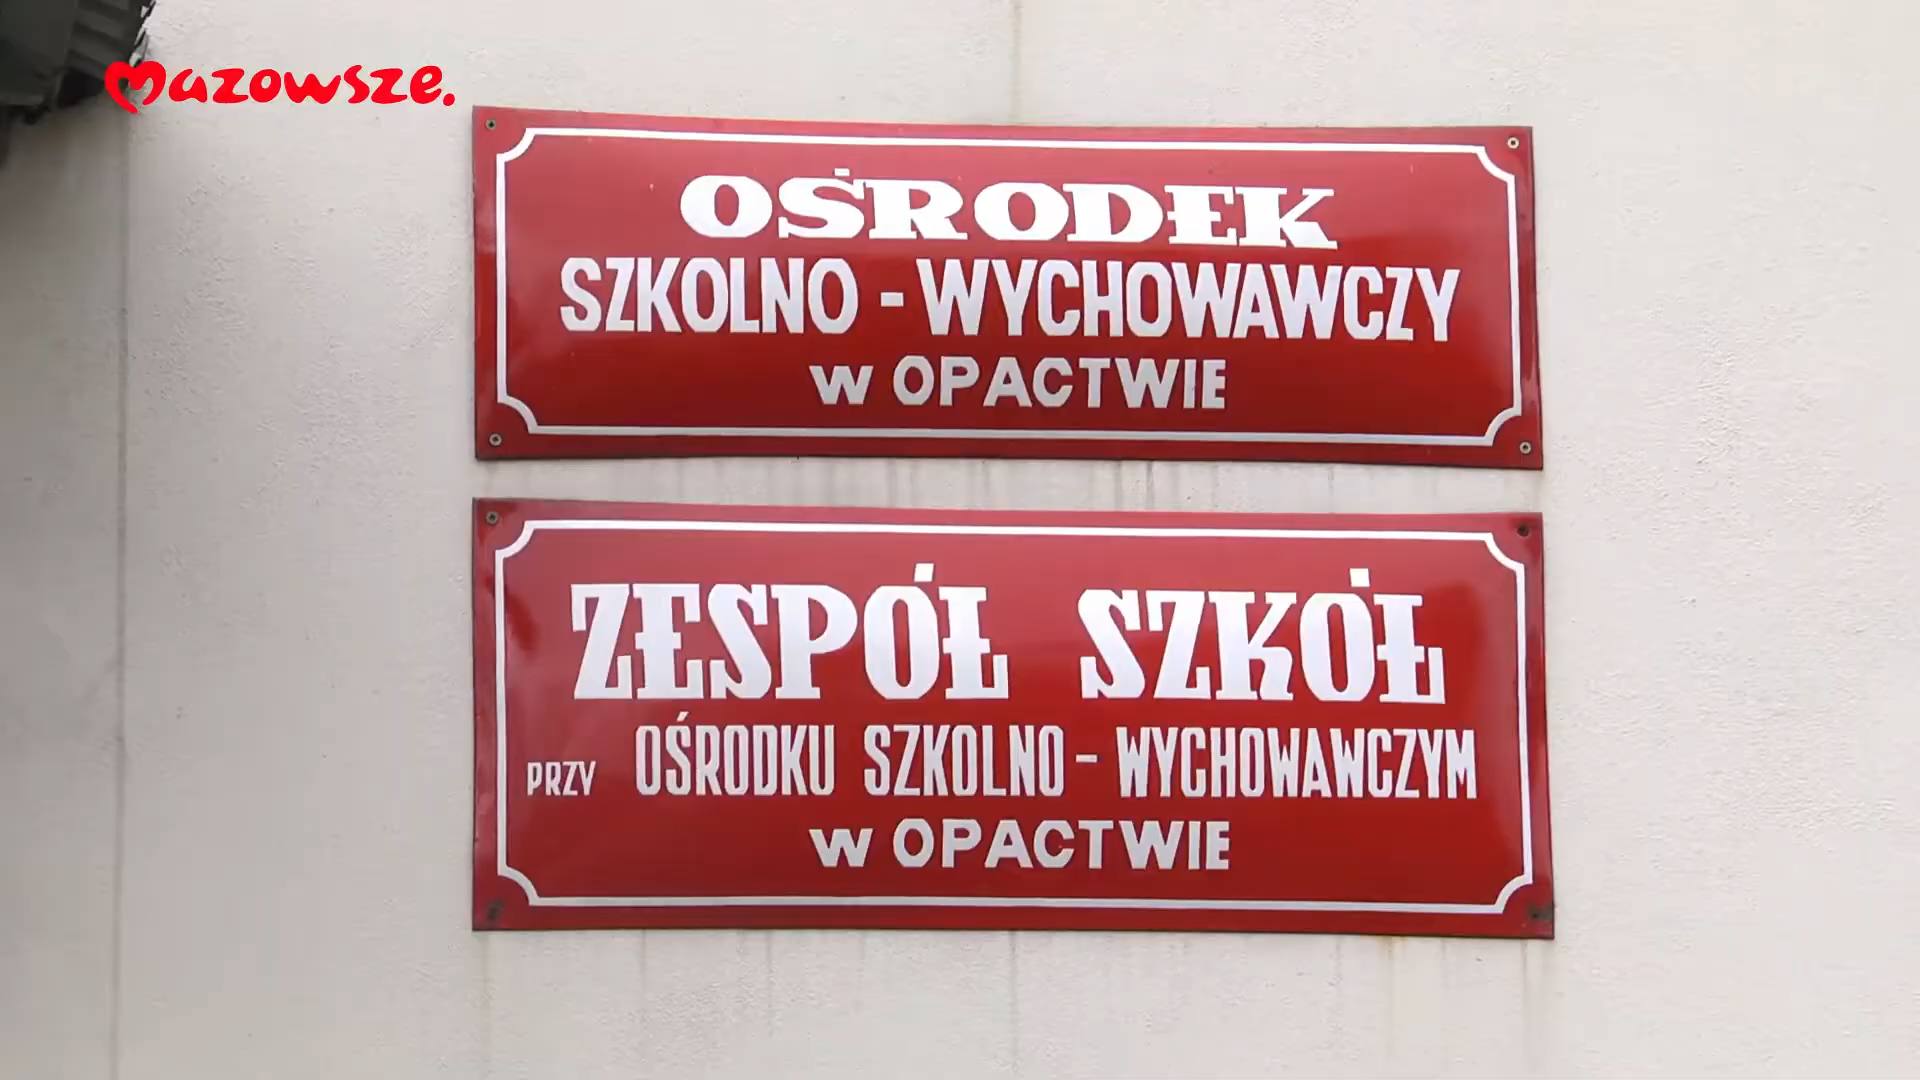 Mazowsze.
OŚRODEK
SZKOLNO - WYCHOWAWCZY
w OPACTWIE
ZESPÓŁ SZKÓŁ
PRZY OŚRODKU SZKOLNO - WYCHOWAWCZYM
w OPACTWIE